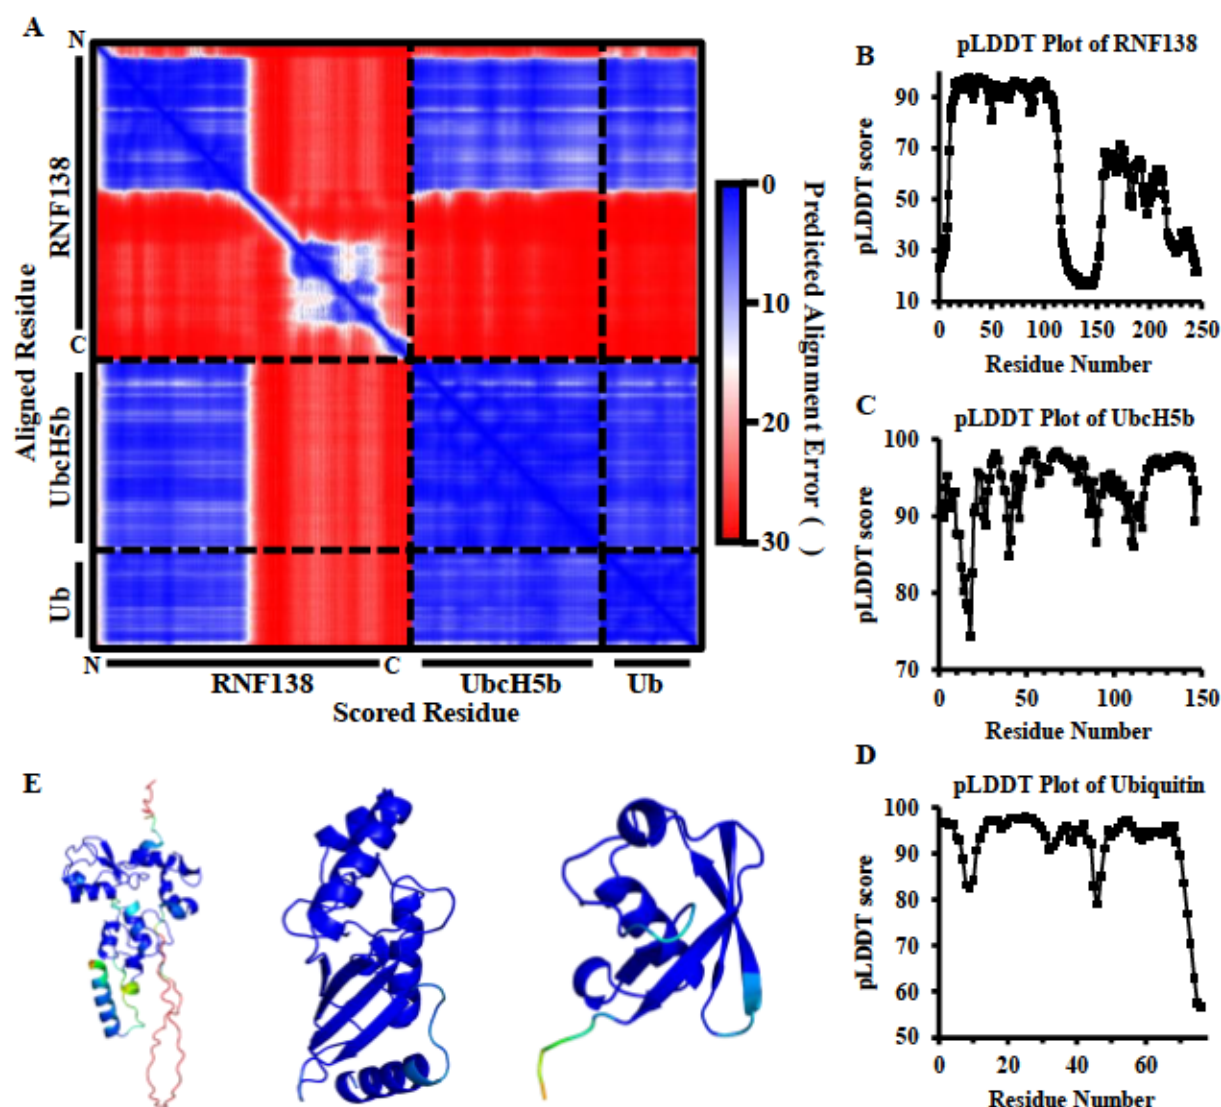 A
N
RNF138
C
UbcH5b
Ub
Aligned Residue
N
C
RNF138
UbcH5b
Ub
Scored Residue
0
10
20
30
Predicted Alignment Error ( )
B
pLDDT Plot of RNF138
90
70
50
30
10
pLDDT score
0 50 100 150 200 250
Residue Number
C
pLDDT Plot of UbcH5b
100
90
80
70
pLDDT score
0 50 100 150
Residue Number
D
pLDDT Plot of Ubiquitin
100
90
80
70
60
50
pLDDT score
0 20 40 60
Residue Number
E